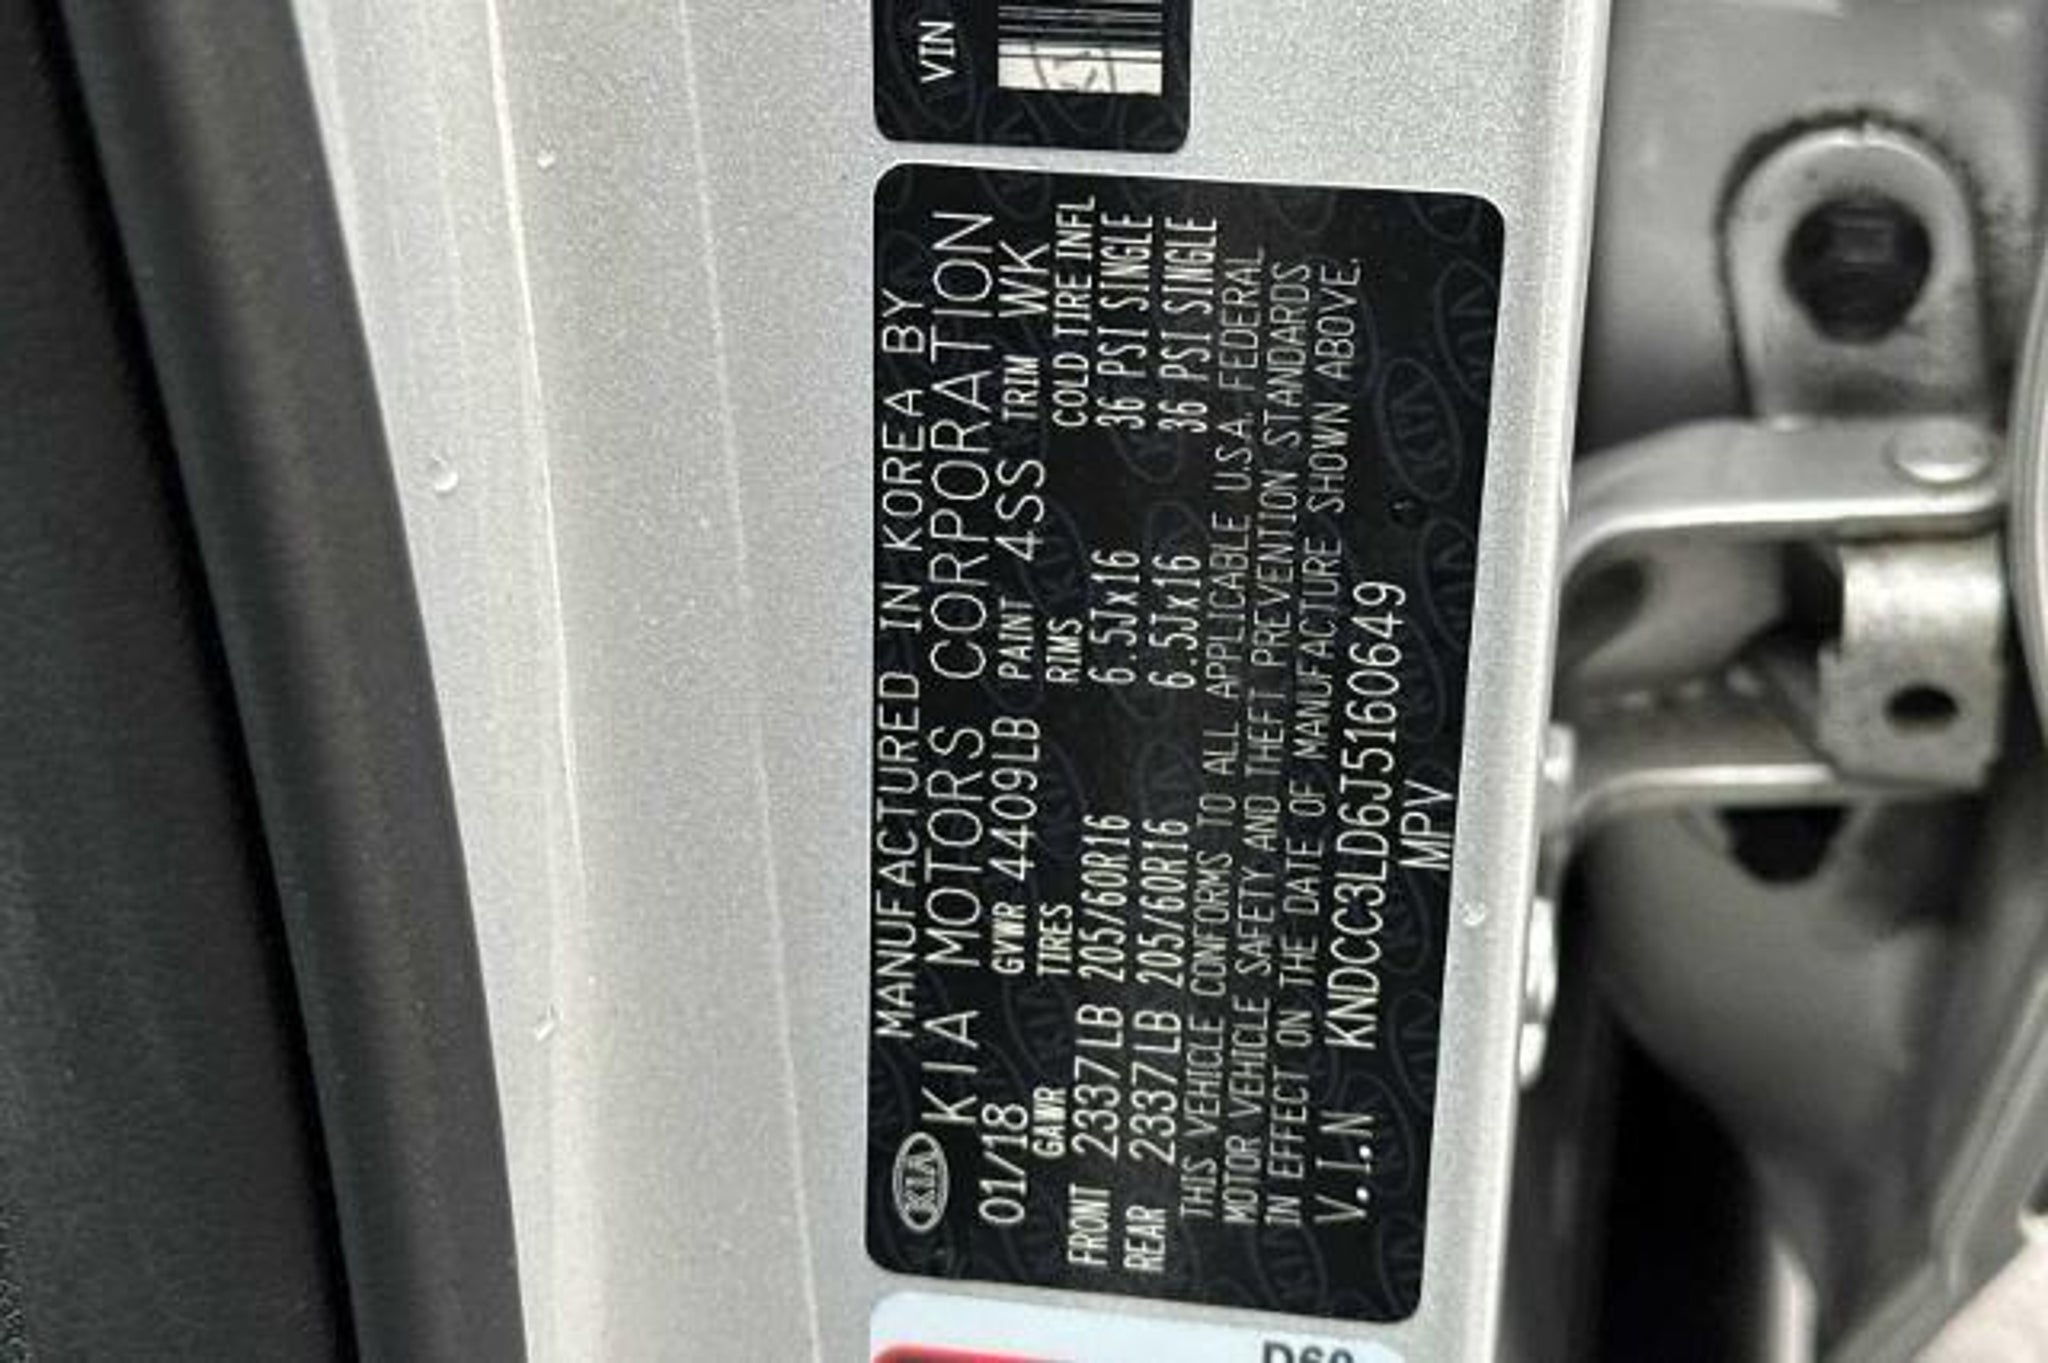 VIN
KIA
MANUFACTURED IN KOREA BY
KIA MOTORS CORPORATION
01/18 GVWR 4409LB PAINT 4SS TRIM WK
GAWR TIRES RIMS COLD TIRE INFL
FRONT 2337LB 205/60R16 6.5Jx16 36 PSI SINGLE
REAR 2337LB 205/60R16 6.5Jx16 36 PSI SINGLE
THIS VEHICLE CONFORMS TO ALL APPLICABLE U.S.A. FEDERAL
MOTOR VEHICLE SAFETY AND THEFT PREVENTION STANDARDS
IN EFFECT ON THE DATE OF MANUFACTURE SHOWN ABOVE.
V.I.N KNDCC3LD6J5160649
MPV